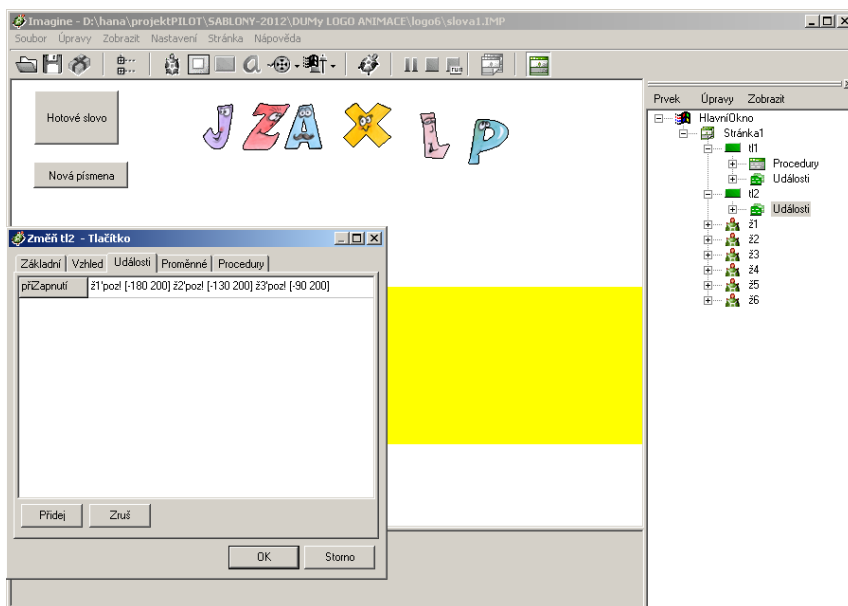 Imagine - D:\hana\projektPILOT\SABLONY-2012\DUMy LOGO ANIMACE\logo6\slova1.IMP
Soubor Úpravy Zobrazit Nastavení Stránka Nápověda
Hotové slovo
J Z A X L P
Nová písmena
Změň tl2 - Tlačítko
Základní Vzhled Události Proměnné Procedury
přiZapnutí ž1'poz! [-180 200] ž2'poz! [-130 200] ž3'poz! [-90 200]
Přidej Zruš
OK Storno
Prvek Úpravy Zobrazit
HlavníOkno
Stránka1
tl1
Procedury
Události
tl2
Události
ž1
ž2
ž3
ž4
ž5
ž6